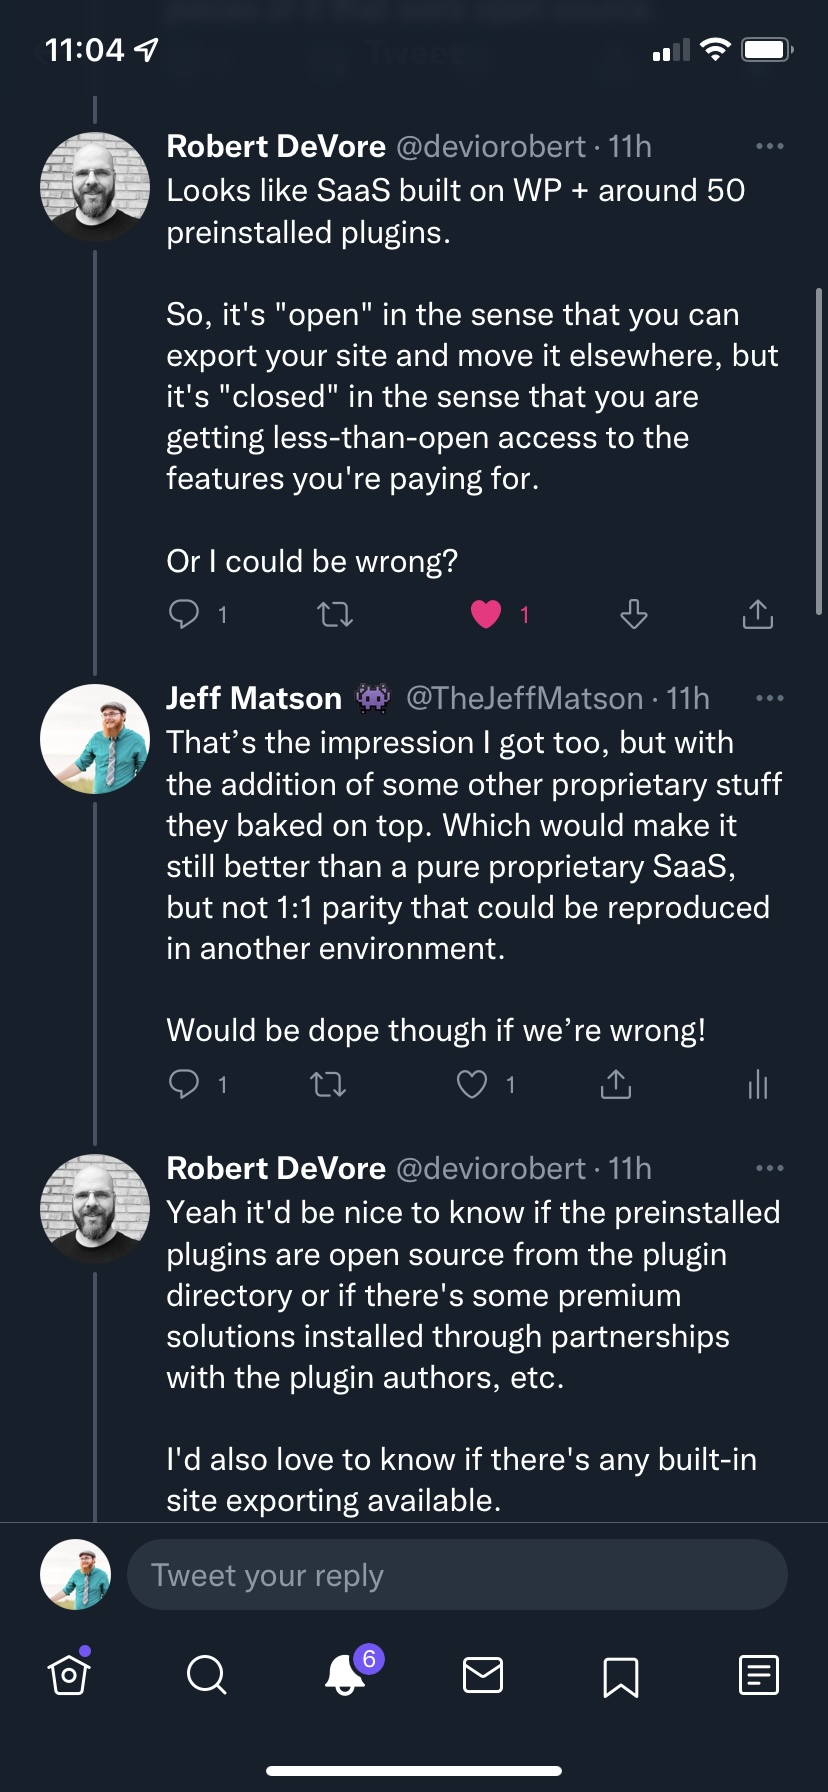 11:04
Tweet
Robert DeVore @deviorobert · 11h
Looks like SaaS built on WP + around 50
preinstalled plugins.
So, it's "open" in the sense that you can
export your site and move it elsewhere, but
it's "closed" in the sense that you are
getting less-than-open access to the
features you're paying for.
Or I could be wrong?
1 1
Jeff Matson 👾 @TheJeffMatson · 11h
That’s the impression I got too, but with
the addition of some other proprietary stuff
they baked on top. Which would make it
still better than a pure proprietary SaaS,
but not 1:1 parity that could be reproduced
in another environment.
Would be dope though if we’re wrong!
1 1
Robert DeVore @deviorobert · 11h
Yeah it'd be nice to know if the preinstalled
plugins are open source from the plugin
directory or if there's some premium
solutions installed through partnerships
with the plugin authors, etc.
I'd also love to know if there's any built-in
site exporting available.
Tweet your reply
6